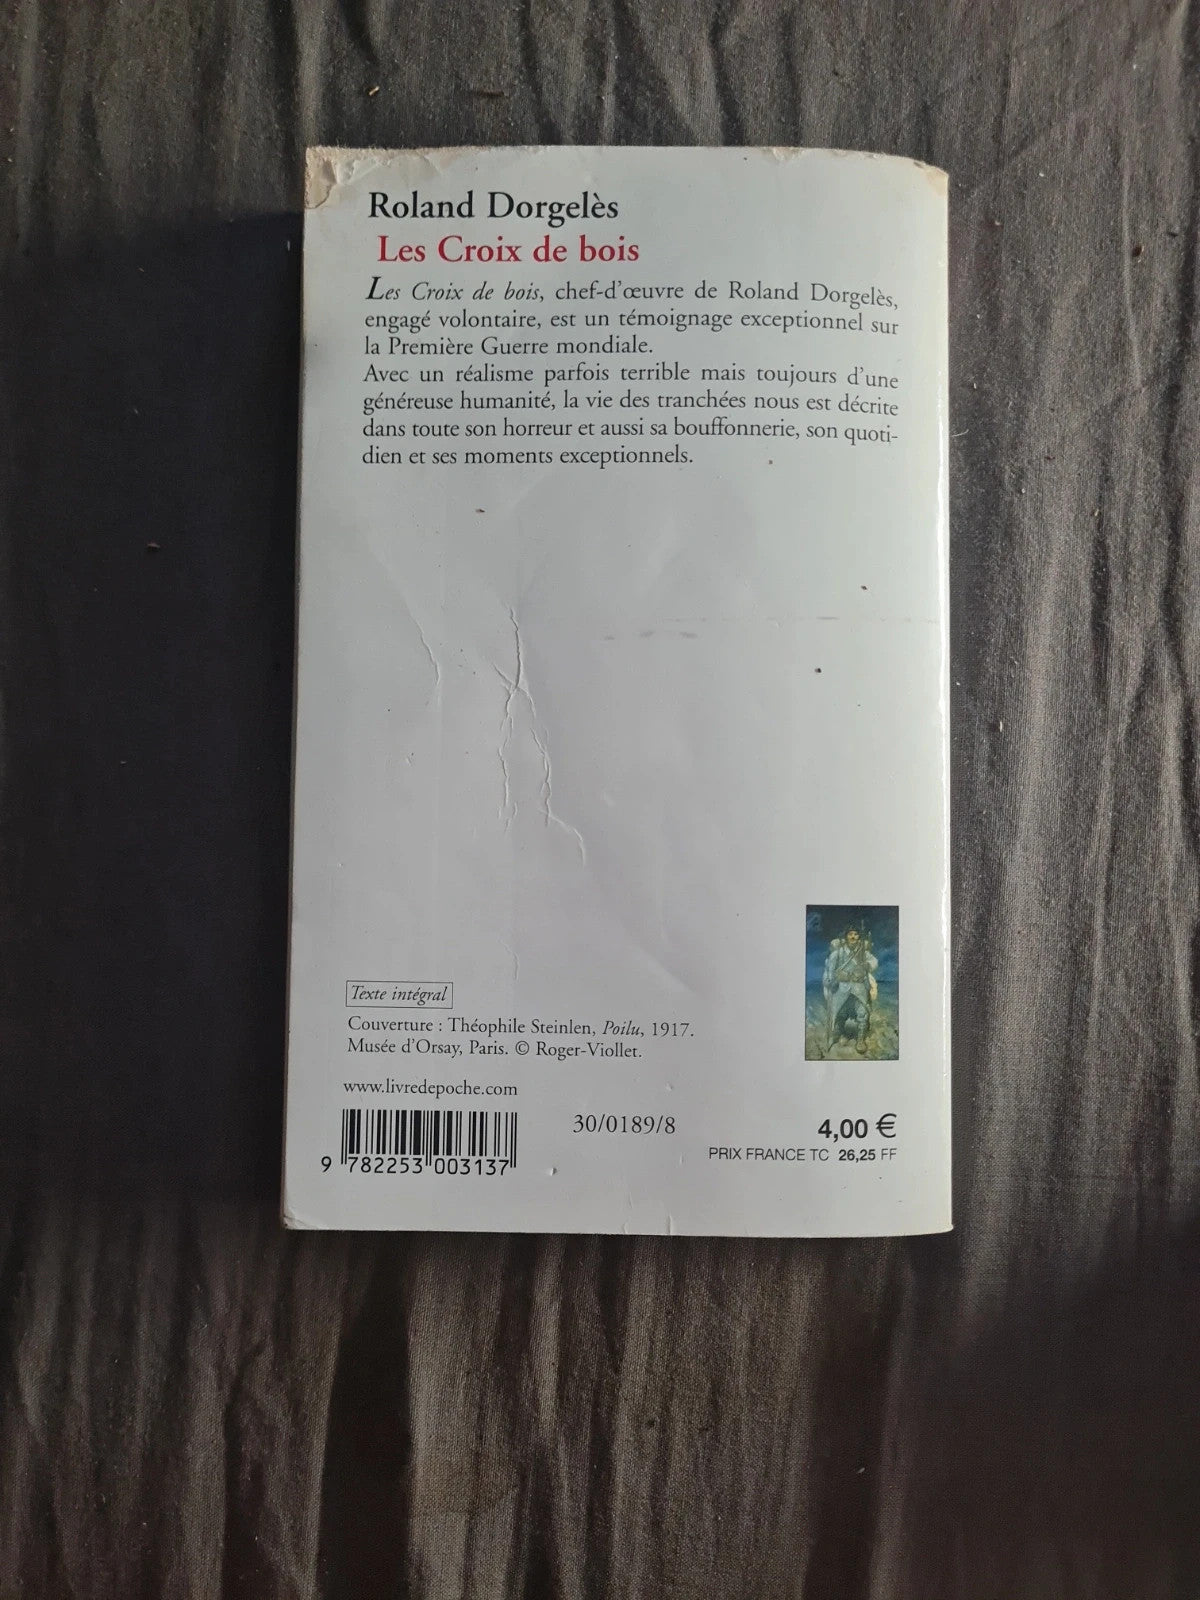 Roland Dorgelès
Les Croix de bois
Les Croix de bois, chef-d'œuvre de Roland Dorgelès,
engagé volontaire, est un témoignage exceptionnel sur
la Première Guerre mondiale.
Avec un réalisme parfois terrible mais toujours d'une
généreuse humanité, la vie des tranchées nous est décrite
dans toute son horreur et aussi sa bouffonnerie, son quoti-
dien et ses moments exceptionnels.
Texte intégral
Couverture : Théophile Steinlen, Poilu, 1917.
Musée d'Orsay, Paris. © Roger-Viollet.
www.livredepoche.com
30/0189/8
4,00 €
PRIX FRANCE TC 26,25 FF
9 782253 003137